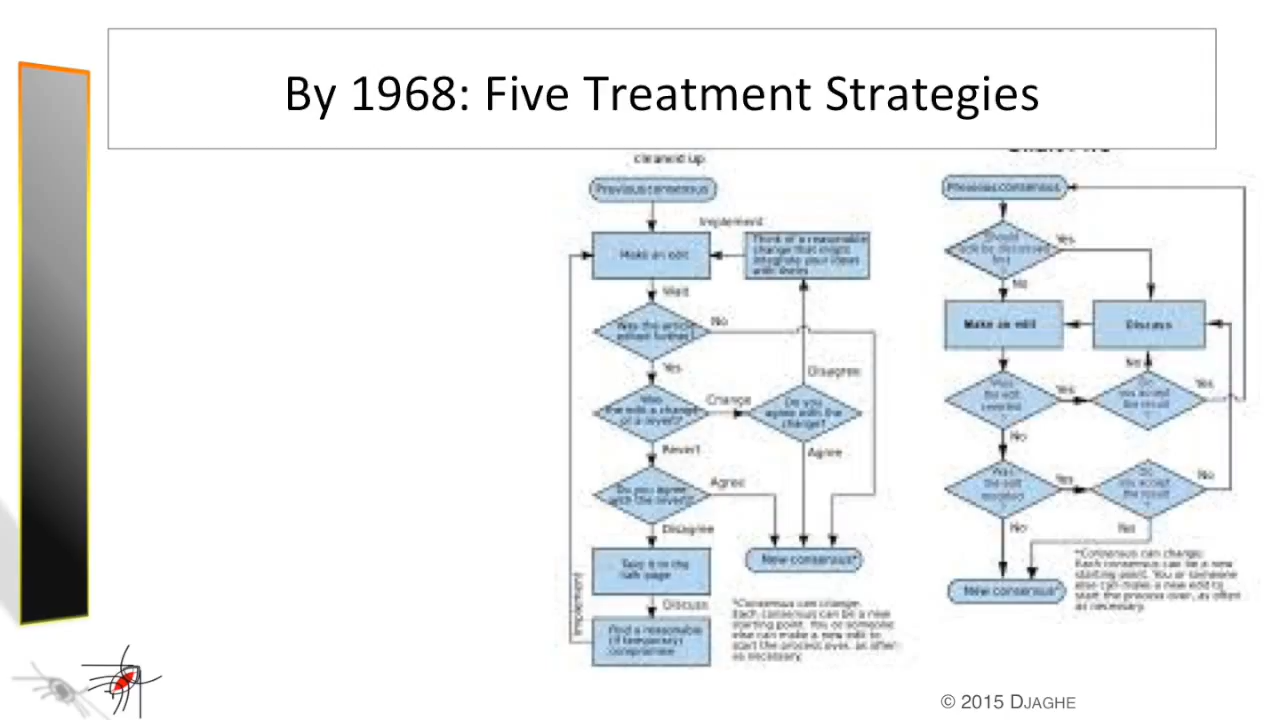 By 1968: Five Treatment Strategies
cleaned up
Previous consensus
Implement
Make an edit
Think of a reasonable
change that might
integrate your ideas
with theirs
Wait
Was the article
edited further?
No
Yes
Was
the edit a change
or a revert?
Change
Do you
agree with the
change?
Disagree
Agree
Revert
Do you agree
with the revert?
Agree
Disagree
Take it to the
talk page
New consensus*
Discuss
Implement
Find a reasonable
(if temporary)
compromise
*Consensus can change.
Each consensus can be a new
starting point. You or someone
else can make a new edit to
start the process over, as often
as necessary.
Previous consensus
Should
be discussed
first
?
Yes
No
Make an edit
Discuss
No
Was
the edit
?
Yes
Do
you accept
the result
?
Yes
No
Was
the edit
?
Yes
Do
you accept
the result
?
No
No
Yes
New consensus*
*Consensus can change.
Each consensus can be a new
starting point. You or someone
else can make a new edit to
start the process over, as often
as necessary.
© 2015 DJAGHE